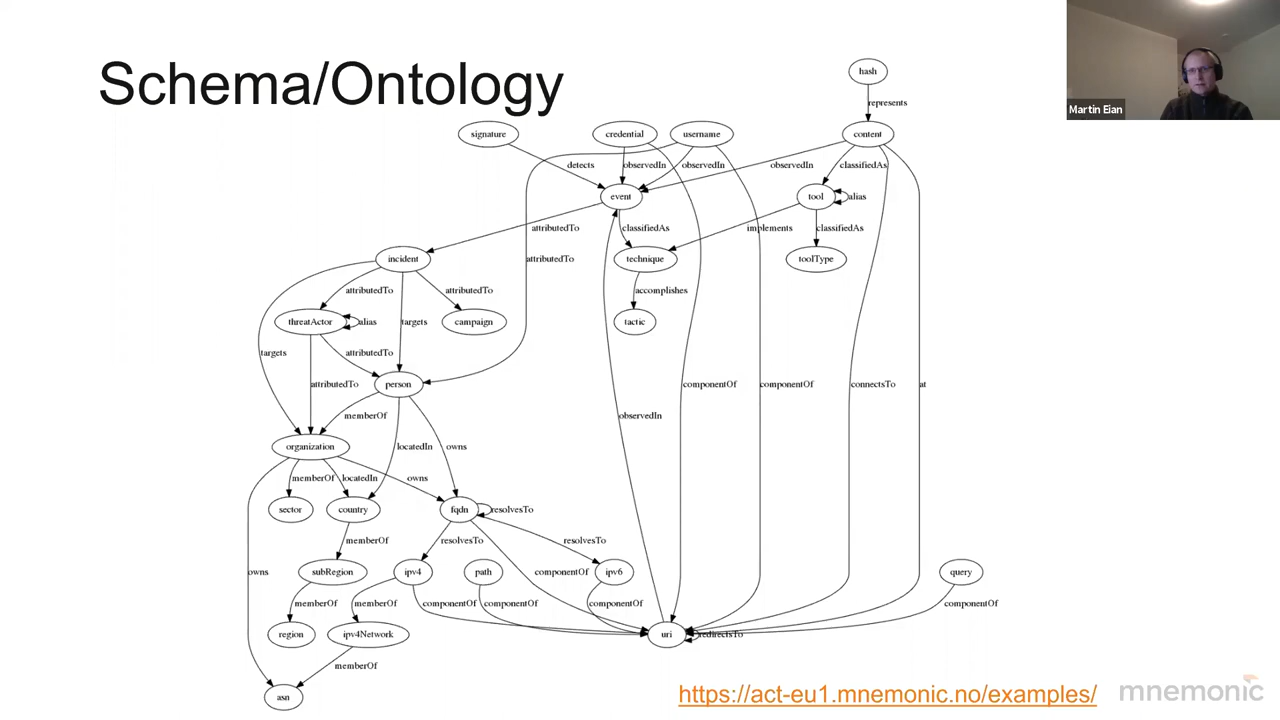 Schema/Ontology
Martin Eian
hash
represents
signature
credential
username
content
detects
observedIn
observedIn
observedIn
classifiedAs
event
tool
alias
attributedTo
classifiedAs
implements
classifiedAs
incident
attributedTo
technique
toolType
attributedTo
attributedTo
accomplishes
threatActor
alias
targets
campaign
tactic
targets
attributedTo
person
attributedTo
componentOf
componentOf
connectsTo
at
memberOf
observedIn
organization
locatedIn
owns
memberOf
locatedIn
owns
sector
country
fqdn
resolvesTo
memberOf
resolvesTo
resolvesTo
owns
subRegion
ipv4
path
componentOf
ipv6
query
memberOf
memberOf
componentOf
componentOf
componentOf
componentOf
region
ipv4Network
uri
redirectsTo
memberOf
asn
https://act-eu1.mnemonic.no/examples/
mnemonic